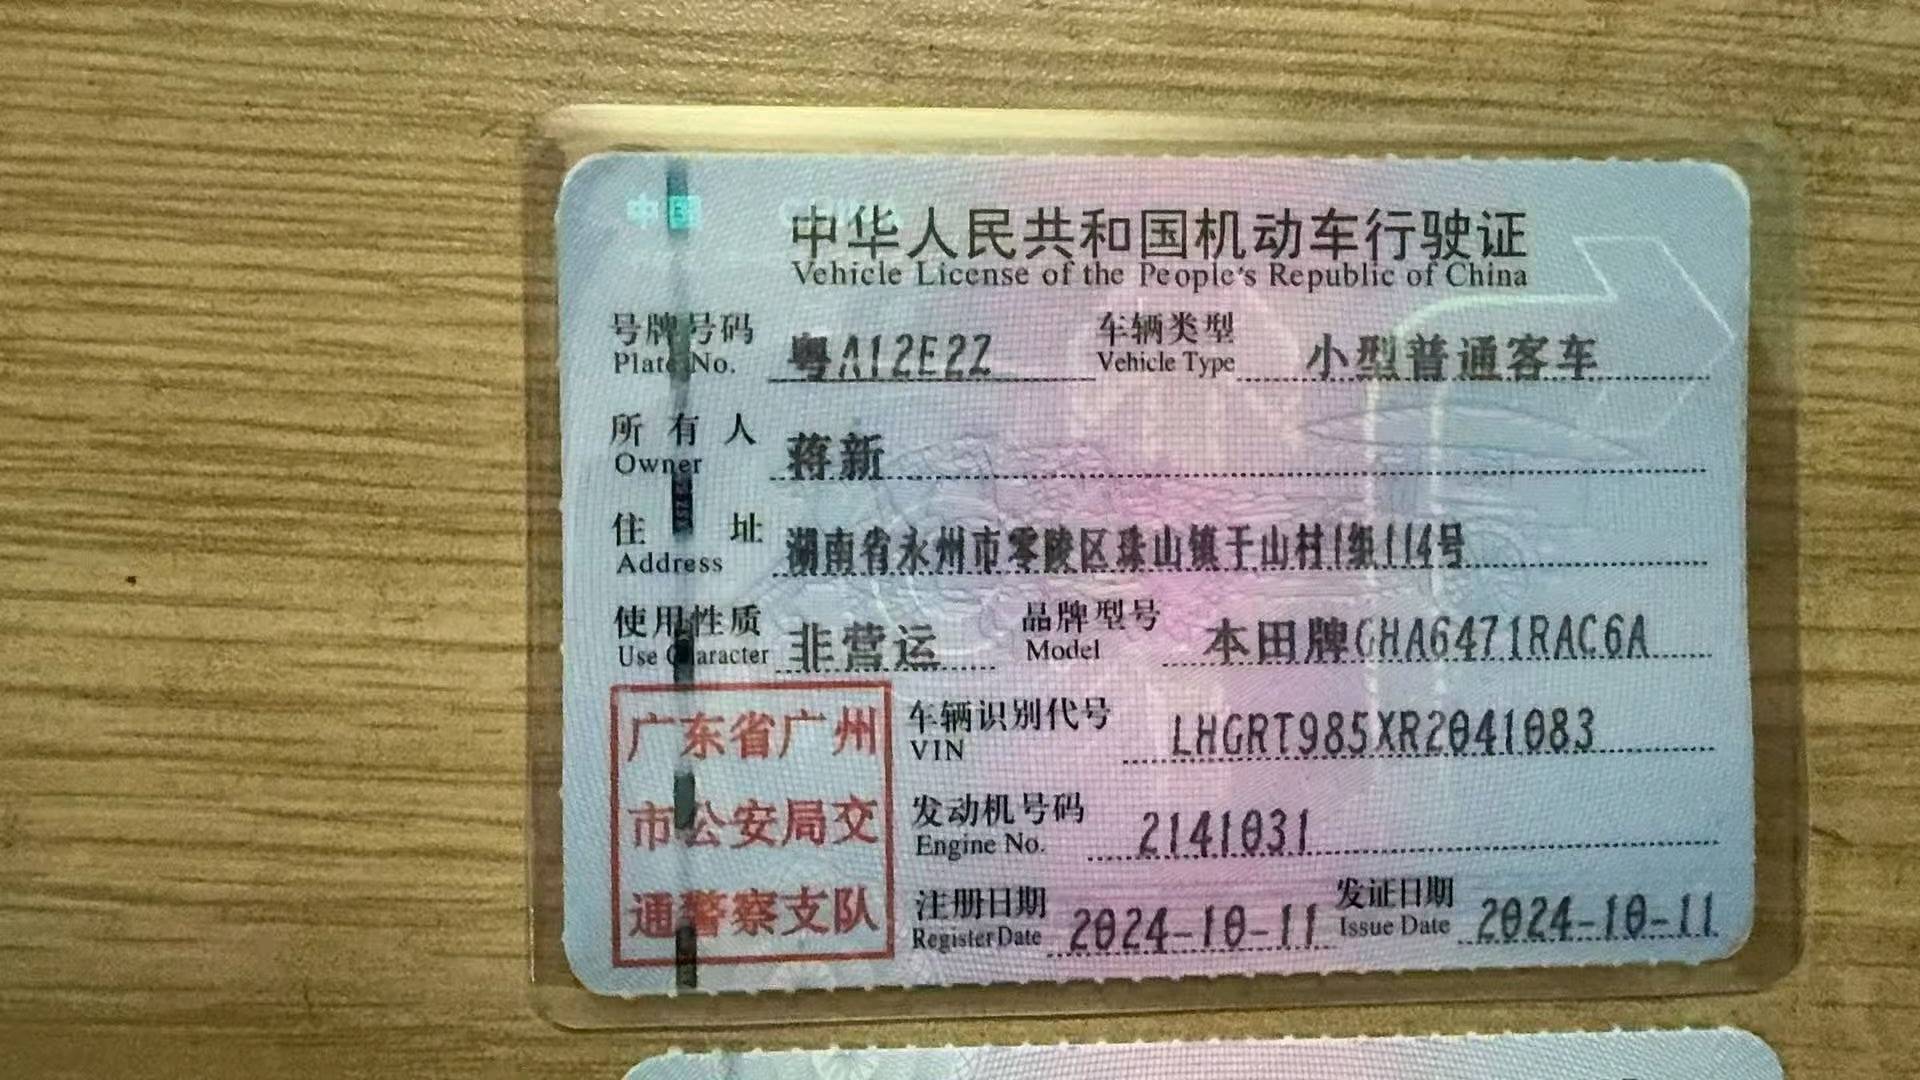 中国
中华人民共和国机动车行驶证
Vehicle License of the People's Republic of China
号牌号码 粤A12E2Z 车辆类型 小型普通客车
Plate No. Vehicle Type
所有人 蒋新
Owner
住址 湖南省永州市零陵区珠山镇于山村1组114号
Address
使用性质 非营运 品牌型号 本田牌GHA6471RAC6A
Use Character Model
广东省广州
市公安局交
通警察支队
车辆识别代号 LHGRT985XR2041083
VIN
发动机号码 2141031
Engine No.
注册日期 2024-10-11 发证日期 2024-10-11
Register Date Issue Date